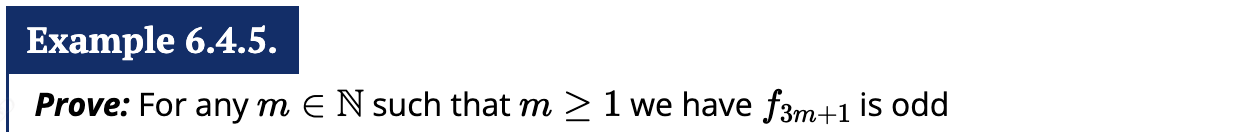 Example 6.4.5.
Prove: For any m ∈ ℕ such that m ≥ 1 we have f₃ₘ₊₁ is odd